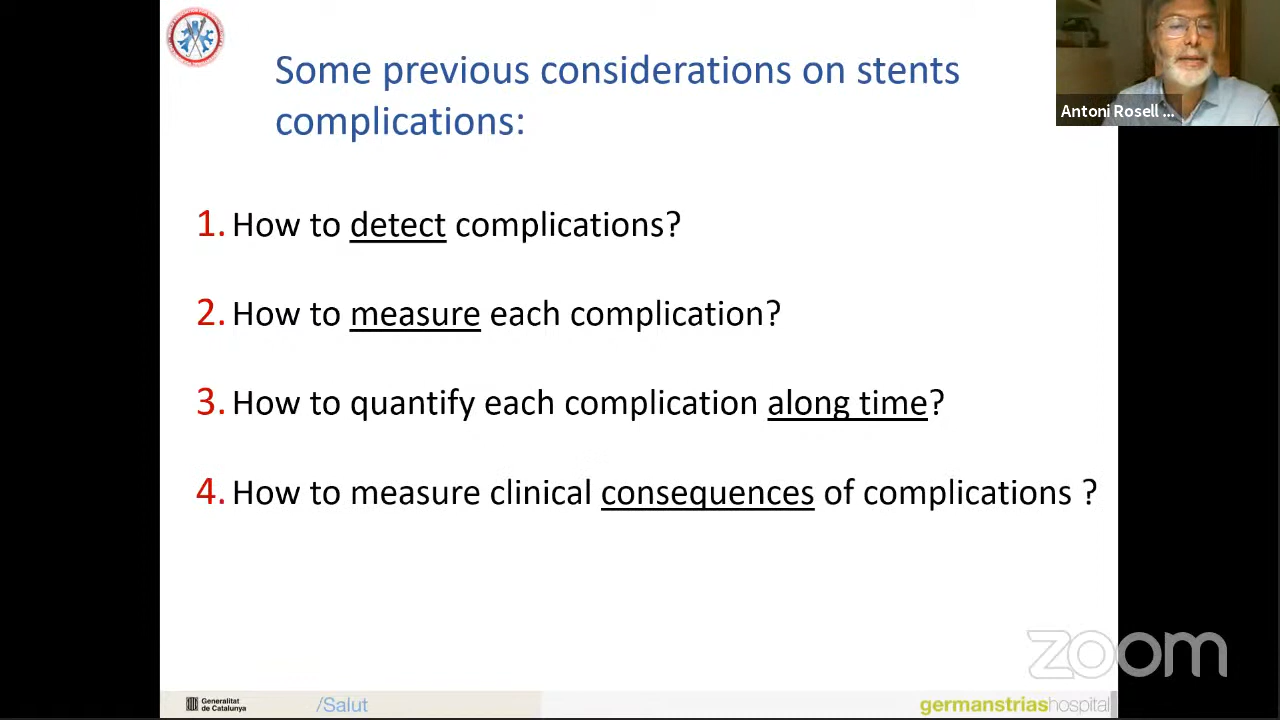 Some previous considerations on stents
complications:
Antoni Rosell ...
1. How to detect complications?
2. How to measure each complication?
3. How to quantify each complication along time?
4. How to measure clinical consequences of complications ?
zoom
Generalitat
de Catalunya
/Salut
germanstriashospital